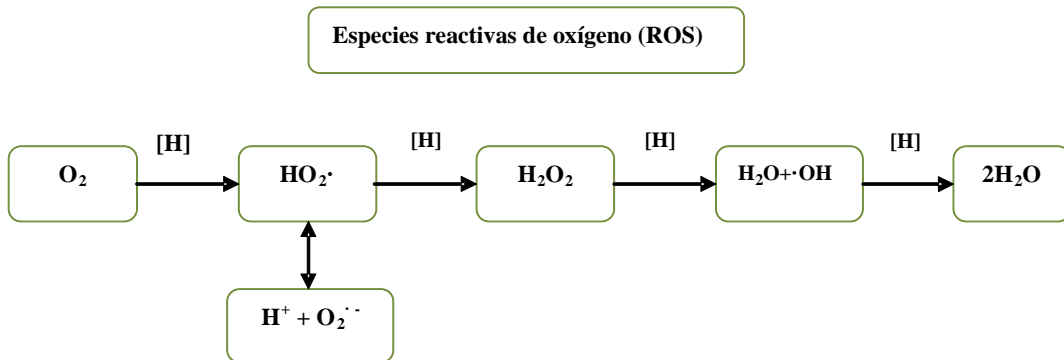 Especies reactivas de oxígeno (ROS)
[H] [H] [H] [H]
O₂ HO₂· H₂O₂ H₂O+·OH 2H₂O
H⁺ + O₂˙⁻